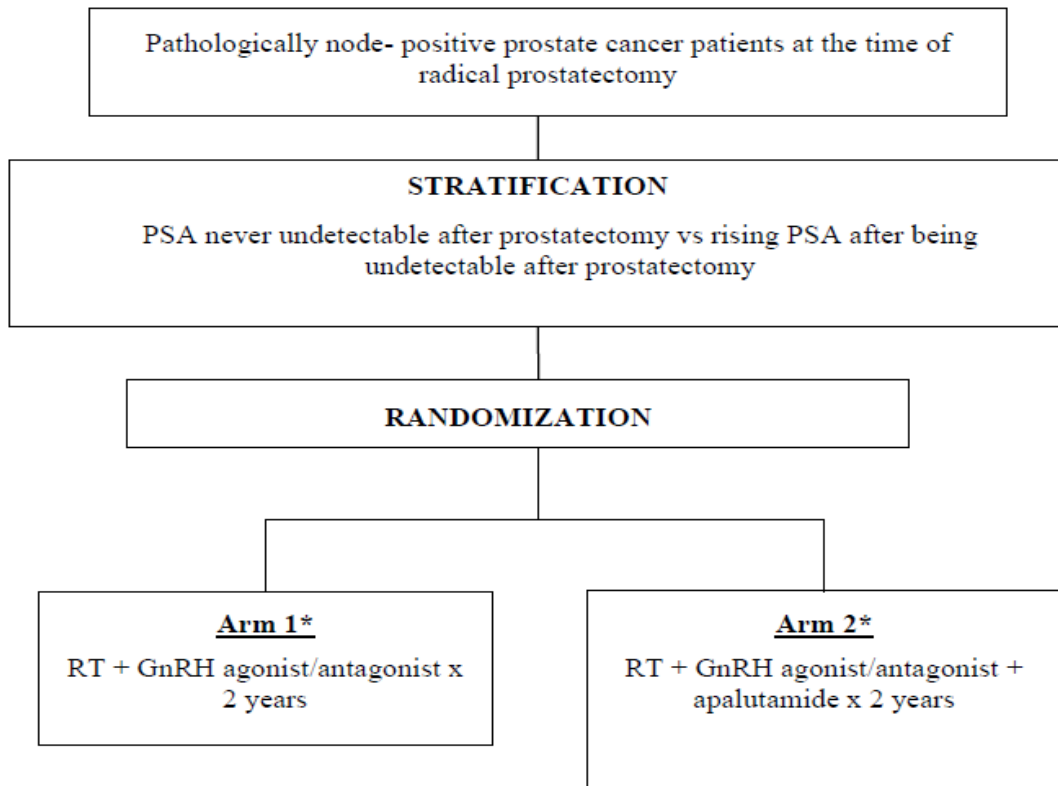 Pathologically node- positive prostate cancer patients at the time of
radical prostatectomy
STRATIFICATION
PSA never undetectable after prostatectomy vs rising PSA after being
undetectable after prostatectomy
RANDOMIZATION
Arm 1*
RT + GnRH agonist/antagonist x
2 years
Arm 2*
RT + GnRH agonist/antagonist +
apalutamide x 2 years